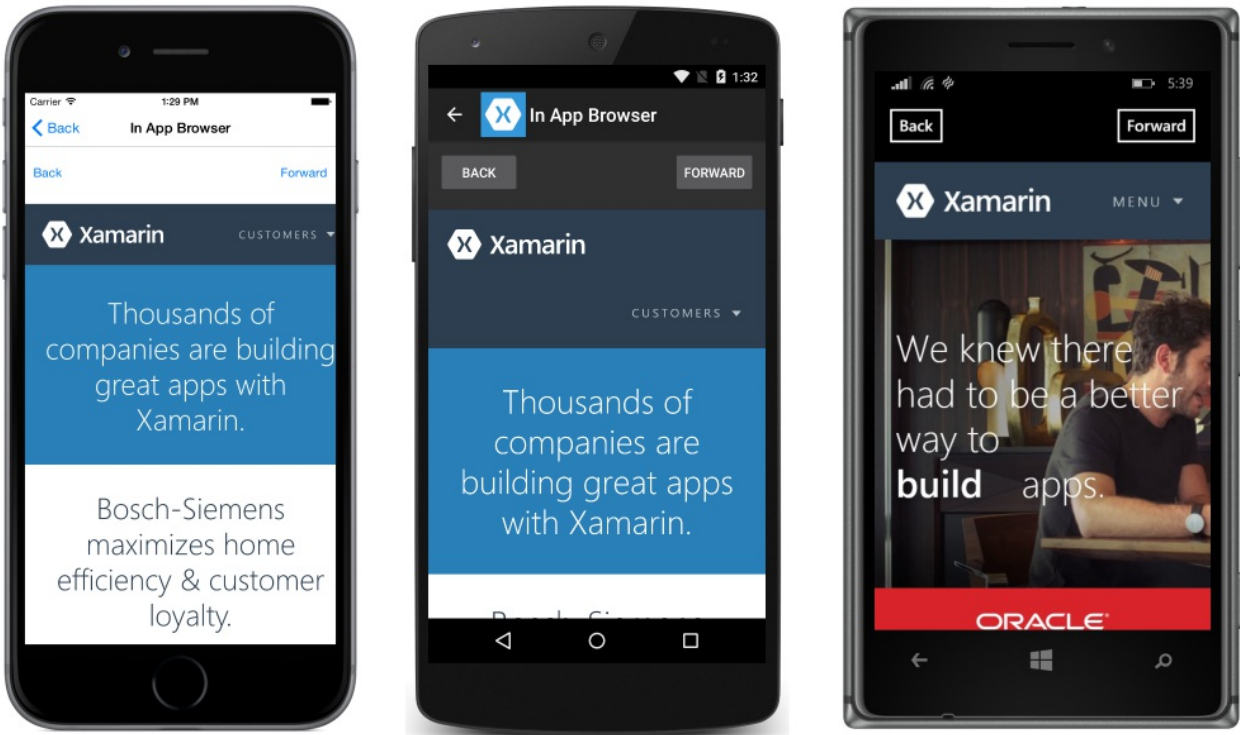 Carrier
1:29 PM
Back
In App Browser
Back
Forward
Xamarin
CUSTOMERS
Thousands of
companies are building
great apps with
Xamarin.
Bosch-Siemens
maximizes home
efficiency & customer
loyalty.
1:32
In App Browser
BACK
FORWARD
Xamarin
CUSTOMERS
Thousands of
companies are
building great apps
with Xamarin.
5:39
Back
Forward
Xamarin
MENU
We knew there
had to be a better
way to
build apps.
ORACLE